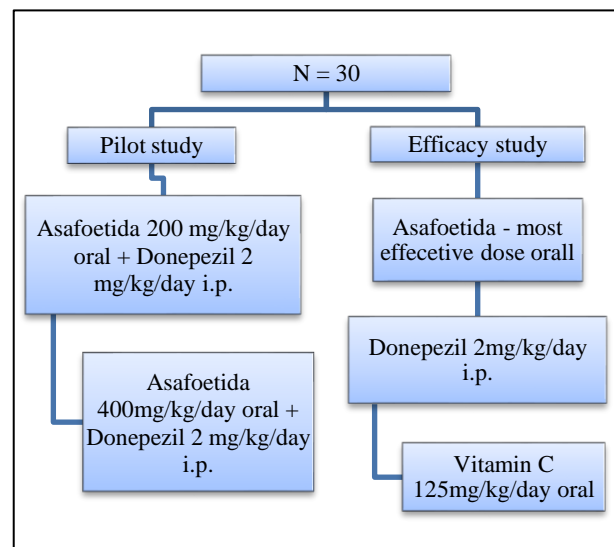 N = 30
Pilot study
Efficacy study
Asafoetida 200 mg/kg/day
oral + Donepezil 2
mg/kg/day i.p.
Asafoetida - most
effecetive dose orall
Asafoetida
400mg/kg/day oral +
Donepezil 2 mg/kg/day
i.p.
Donepezil 2mg/kg/day
i.p.
Vitamin C
125mg/kg/day oral